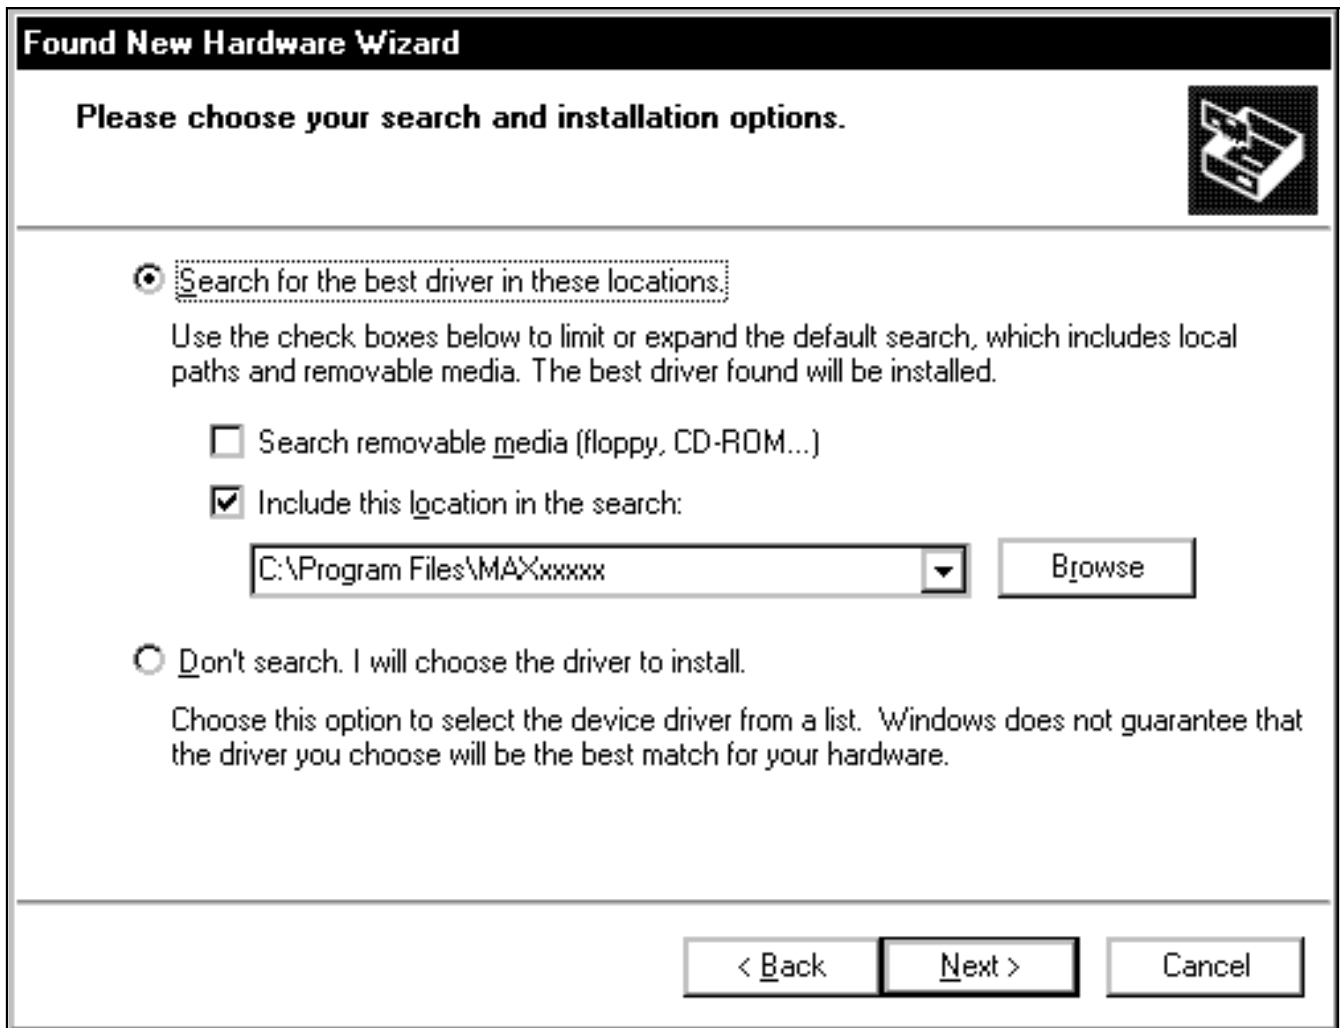 Found New Hardware Wizard
Please choose your search and installation options.
Search for the best driver in these locations.
Use the check boxes below to limit or expand the default search, which includes local
paths and removable media. The best driver found will be installed.
Search removable media (floppy, CD-ROM...)
Include this location in the search:
C:\Program Files\MAXxxxxx
Browse
Don't search. I will choose the driver to install.
Choose this option to select the device driver from a list.  Windows does not guarantee that
the driver you choose will be the best match for your hardware.
< Back
Next >
Cancel